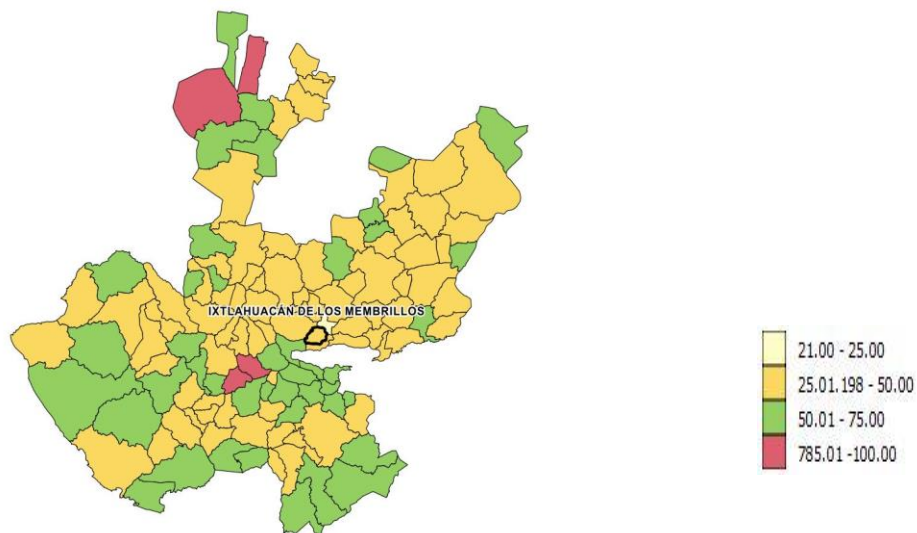 IXTLAHUACÁN DE LOS MEMBRILLOS
21.00 - 25.00
25.01.198 - 50.00
50.01 - 75.00
785.01 -100.00